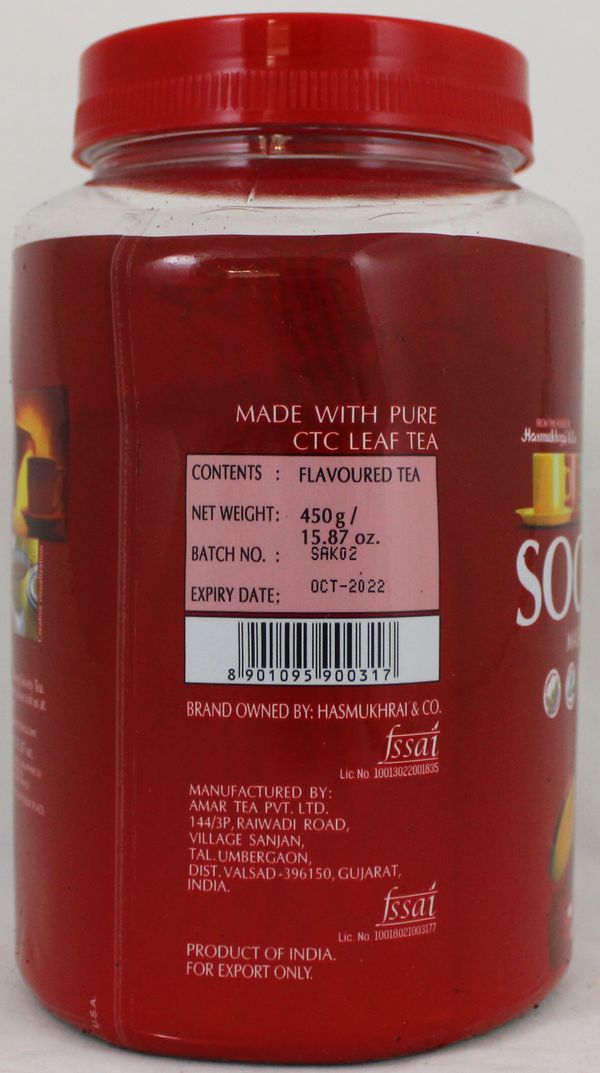 MADE WITH PURE
CTC LEAF TEA
CONTENTS : FLAVOURED TEA
NET WEIGHT: 450g /
15.87 oz.
BATCH NO. : SAK02
EXPIRY DATE: OCT-2022
8 901095 900317
BRAND OWNED BY: HASMUKHRAI & CO.
fssai
Lic No 10013022001835
MANUFACTURED BY:
AMAR TEA PVT. LTD.
144/3P, RAIWADI ROAD,
VILLAGE SANJAN,
TAL. UMBERGAON,
DIST. VALSAD-396150, GUJARAT,
INDIA.
fssai
Lic. No. 10018021003177
PRODUCT OF INDIA.
FOR EXPORT ONLY.
Hasmukhrai & Co
SOC
U.S.A.